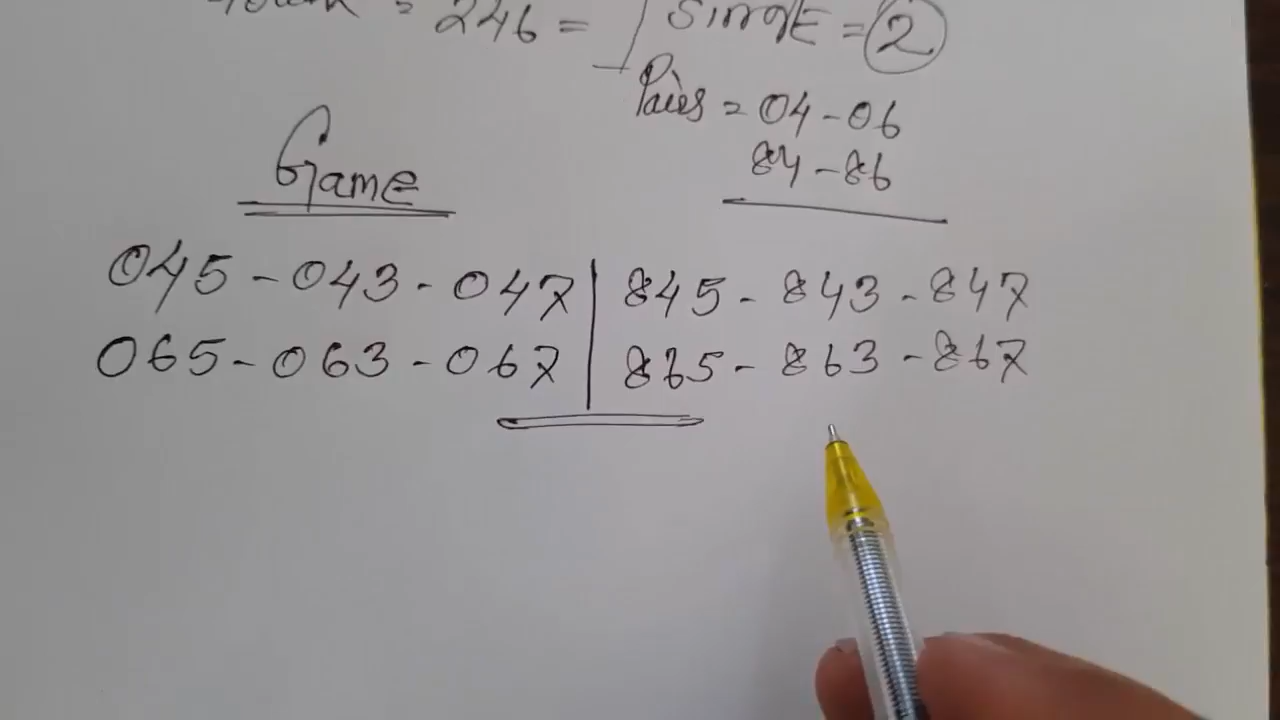 = 246 = Single = 2
Paies = 04 - 06
84 - 86
Game
045 - 043 - 047 | 845 - 843 - 847
065 - 063 - 067 | 865 - 863 - 867